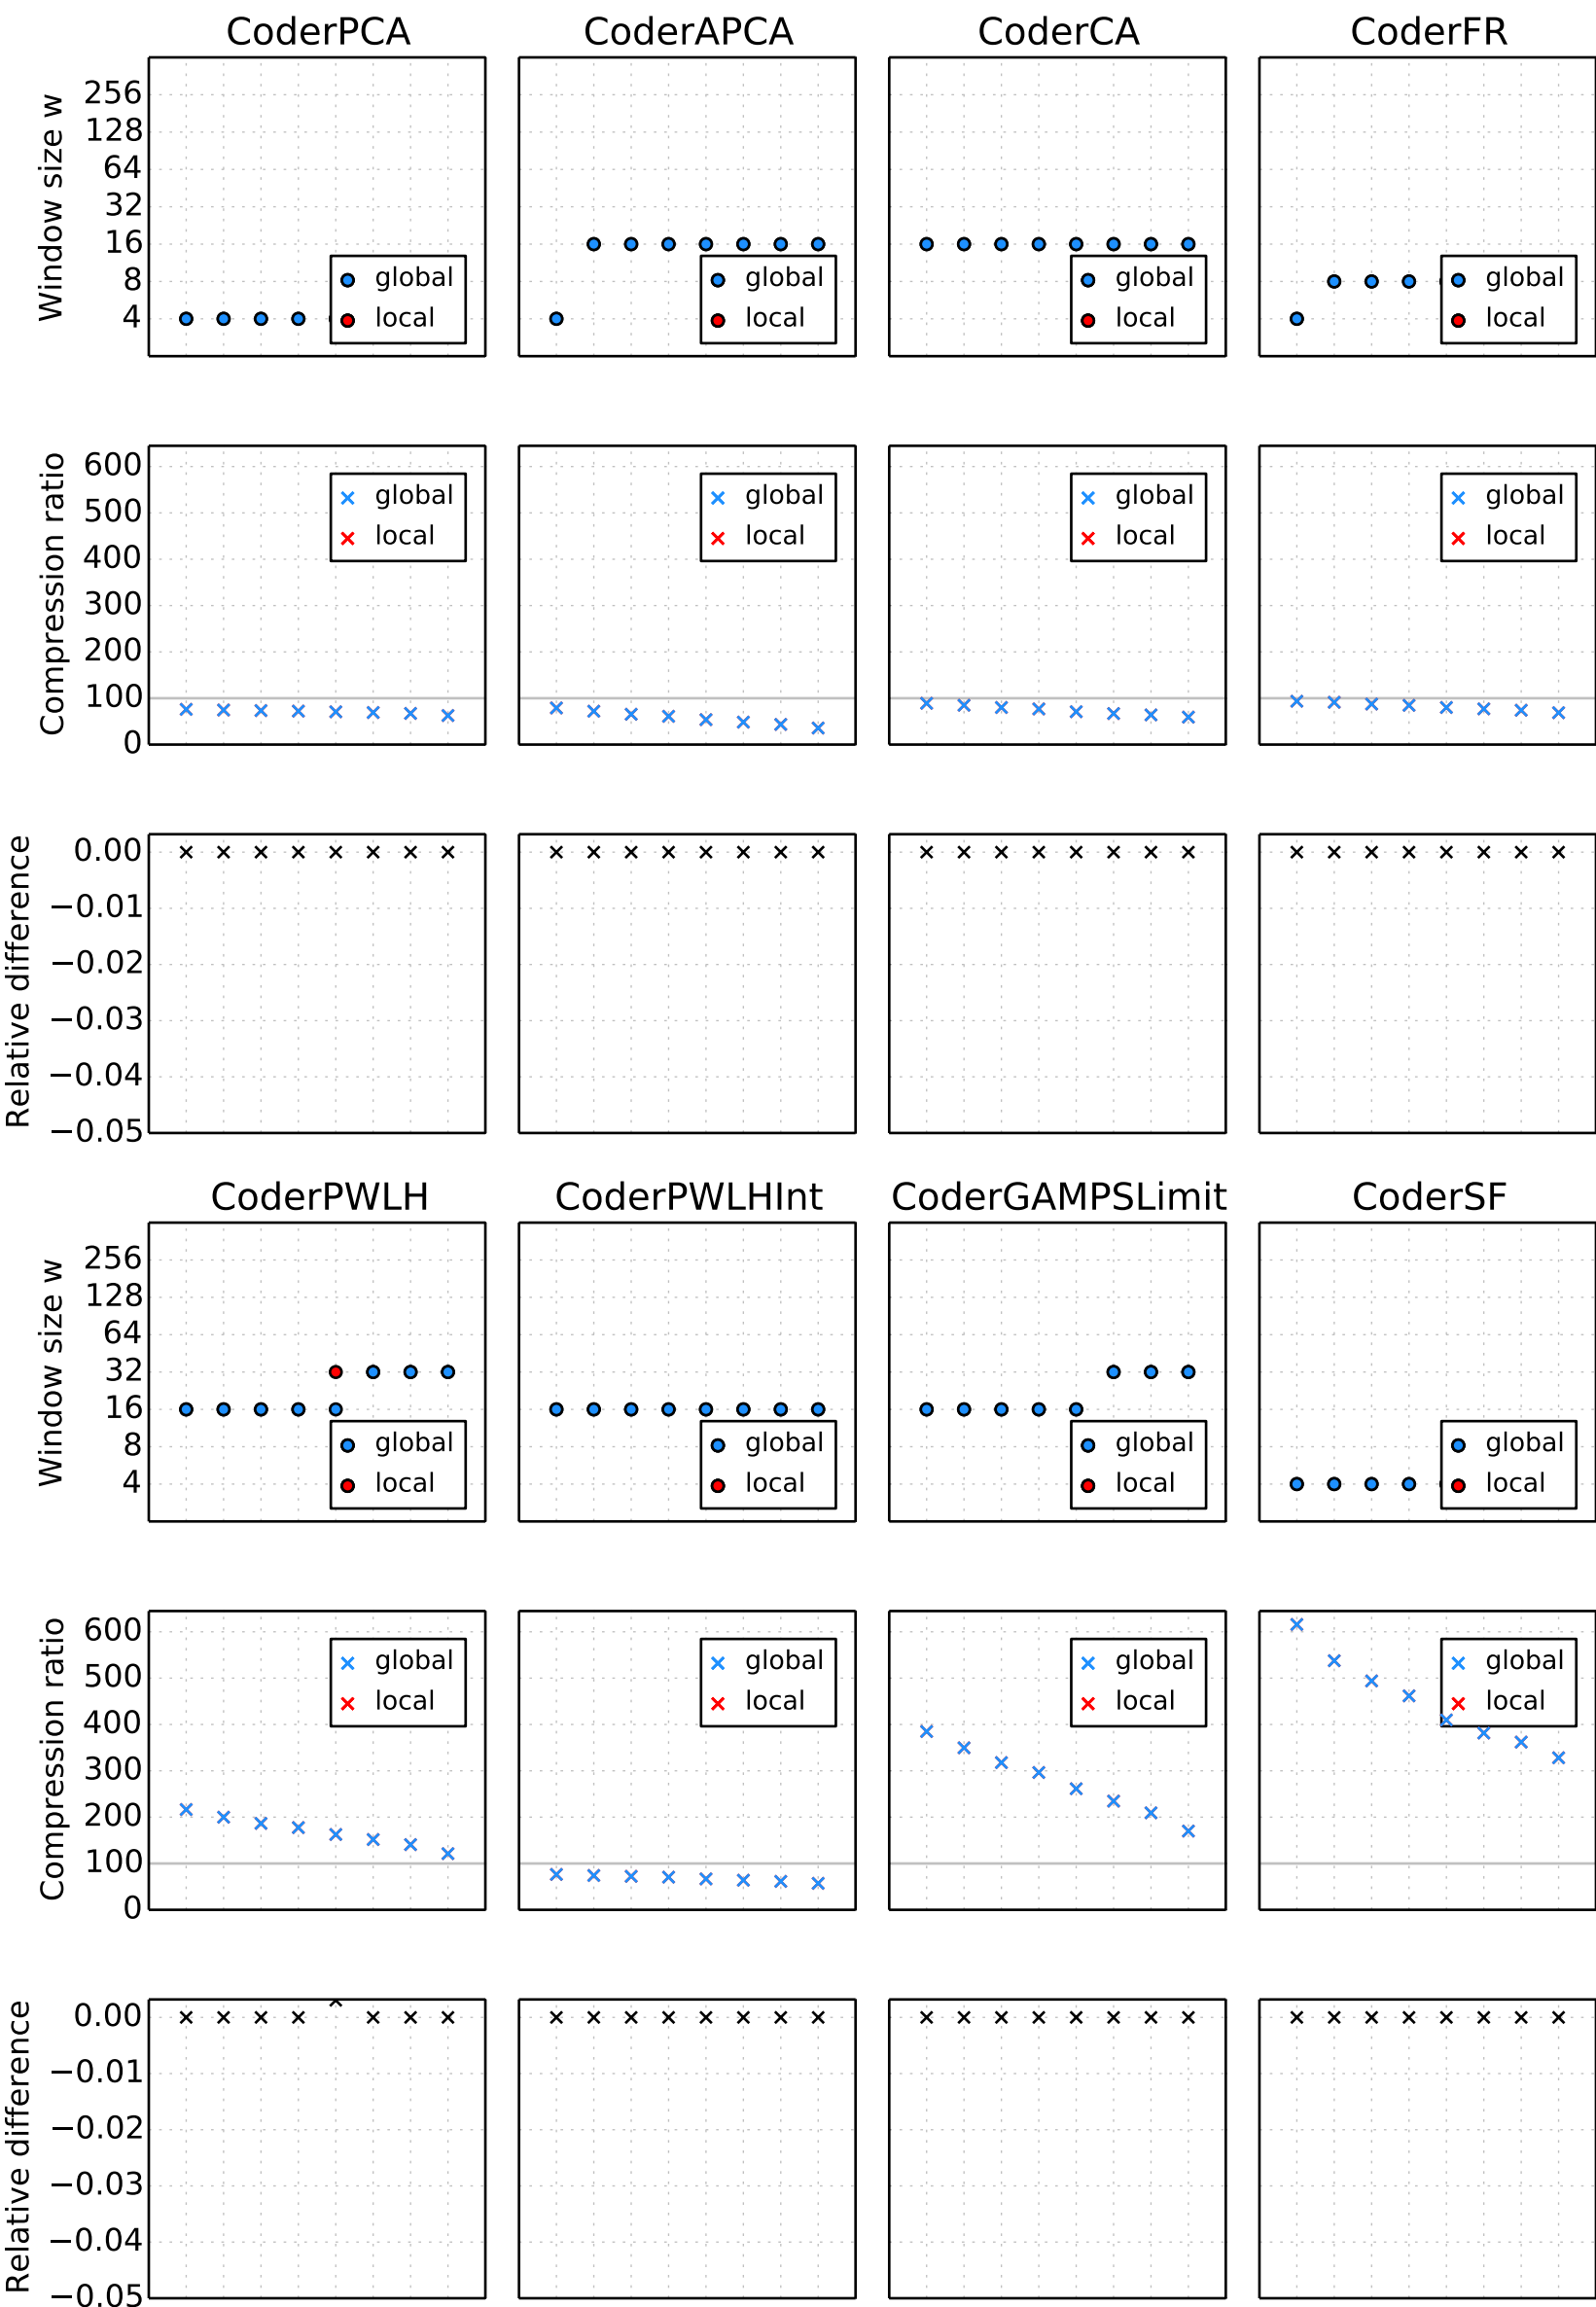 CoderPCA CoderAPCA CoderCA CoderFR
Window size w
256
128
64
32
16
8
4
global
local
global
local
global
local
global
local
Compression ratio
600
500
400
300
200
100
0
global
local
global
local
global
local
global
local
Relative difference
0.00
−0.01
−0.02
−0.03
−0.04
−0.05
CoderPWLH CoderPWLHInt CoderGAMPSLimit CoderSF
Window size w
256
128
64
32
16
8
4
global
local
global
local
global
local
global
local
Compression ratio
600
500
400
300
200
100
0
global
local
global
local
global
local
global
local
Relative difference
0.00
−0.01
−0.02
−0.03
−0.04
−0.05